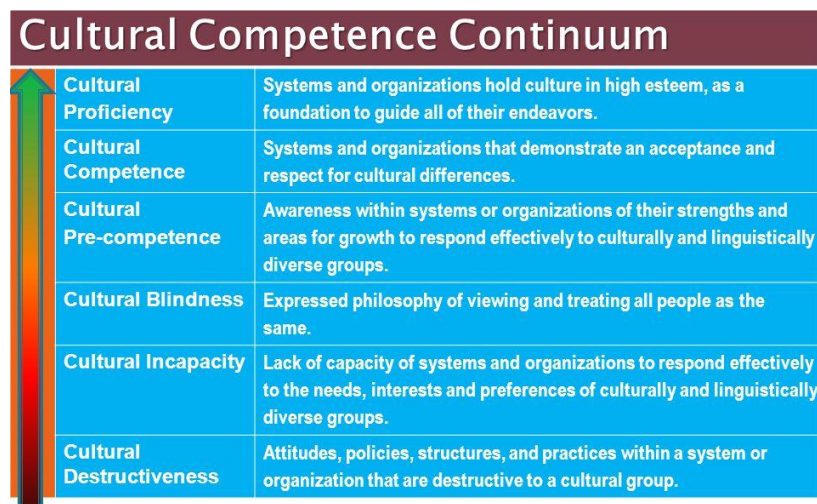 Cultural Competence Continuum
Cultural
Proficiency
Systems and organizations hold culture in high esteem, as a
foundation to guide all of their endeavors.
Cultural
Competence
Systems and organizations that demonstrate an acceptance and
respect for cultural differences.
Cultural
Pre-competence
Awareness within systems or organizations of their strengths and
areas for growth to respond effectively to culturally and linguistically
diverse groups.
Cultural Blindness
Expressed philosophy of viewing and treating all people as the
same.
Cultural Incapacity
Lack of capacity of systems and organizations to respond effectively
to the needs, interests and preferences of culturally and linguistically
diverse groups.
Cultural
Destructiveness
Attitudes, policies, structures, and practices within a system or
organization that are destructive to a cultural group.